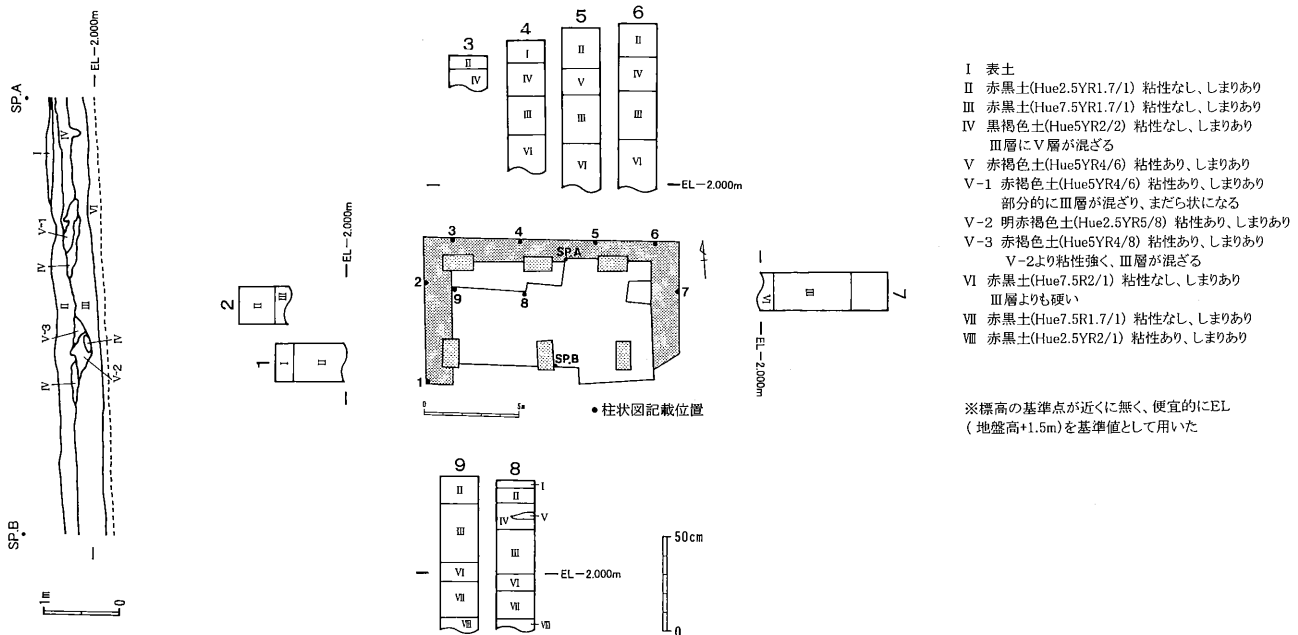 SP.A
EL-2.000m
I
IV
VI
V-1
IV
II
III
V-3
IV
V-2
IV
SP.B
1m
0
EL-2.000m
2
II
III
1
I
II
3
II
IV
4
I
IV
III
VI
5
II
V
III
VI
6
II
IV
III
VI
EL-2.000m
3
4
SP.A
5
6
2
9
8
7
SP.B
1
0
5m
●柱状図記載位置
VI
III
7
EL-2.000m
9
II
III
VI
VII
VIII
8
I
II
IV
V
III
VI
VII
VIII
EL-2.000m
50cm
0
I 表土
II 赤黒土(Hue2.5YR1.7/1) 粘性なし、しまりあり
III 赤黒土(Hue7.5YR1.7/1) 粘性なし、しまりあり
IV 黒褐色土(Hue5YR2/2) 粘性なし、しまりあり
III層にV層が混ざる
V 赤褐色土(Hue5YR4/6) 粘性あり、しまりあり
V-1 赤褐色土(Hue5YR4/6) 粘性あり、しまりあり
部分的にIII層が混ざり、まだら状になる
V-2 明赤褐色土(Hue2.5YR5/8) 粘性あり、しまりあり
V-3 赤褐色土(Hue5YR4/8) 粘性あり、しまりあり
V-2より粘性強く、III層が混ざる
VI 赤黒土(Hue7.5R2/1) 粘性なし、しまりあり
III層よりも硬い
VII 赤黒土(Hue7.5R1.7/1) 粘性なし、しまりあり
VIII 赤黒土(Hue2.5YR2/1) 粘性あり、しまりあり
※標高の基準点が近くに無く、便宜的にEL
(地盤高+1.5m)を基準値として用いた